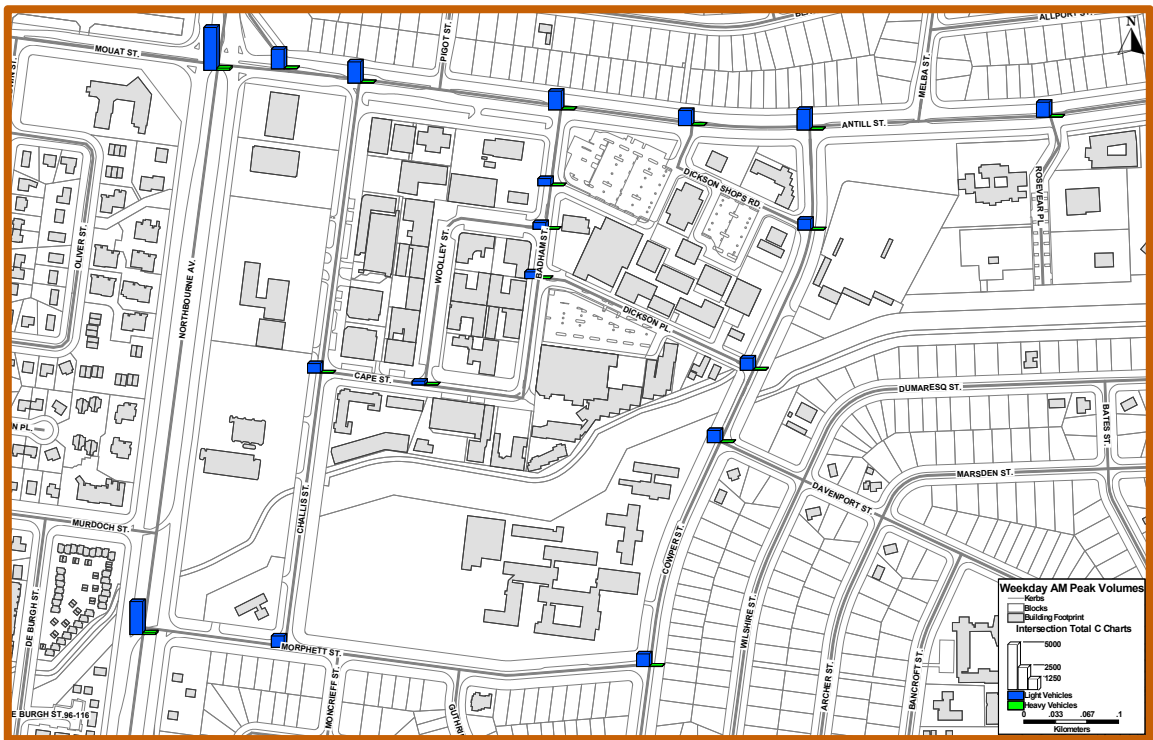 ALLPORT ST.
N
MOUAT ST.
PIGOT ST.
MELBA ST.
ANTILL ST.
DICKSON SHOPS RD
ROSEVEAR PL.
OLIVER ST.
NORTHBOURNE AV.
WOOLLEY ST.
BADHAM ST.
DICKSON PL.
CAPE ST.
DUMARESQ ST.
BATES ST.
N PL.
MARSDEN ST.
DAVENPORT ST.
CHALLIS ST.
MURDOCH ST.
COWPER ST.
DE BURGH ST.
WILSHIRE ST.
MORPHETT ST.
MONCRIEFF ST.
GUTHRI
ARCHER ST.
BANCROFT ST.
E BURGH ST.96-116
Weekday AM Peak Volumes
Kerbs
Blocks
Building Footprint
Intersection Total C Charts
5000
2500
1250
Light Vehicles
Heavy Vehicles
0 .033 .067 .1
Kilometers